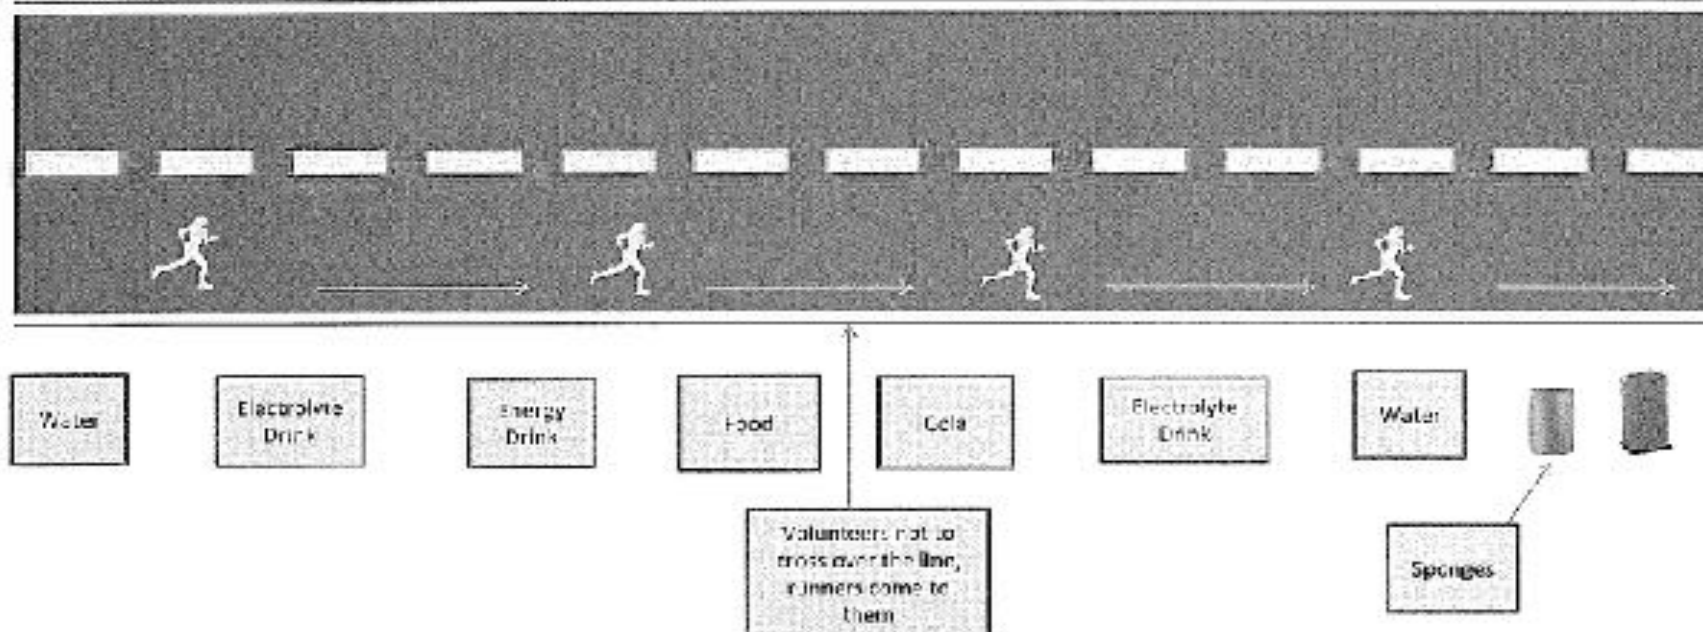 Water
Electrolyte
Drink
Energy
Drink
Food
Cola
Electrolyte
Drink
Water
Volunteers not to
cross over the line,
runners come to
them
Sponges